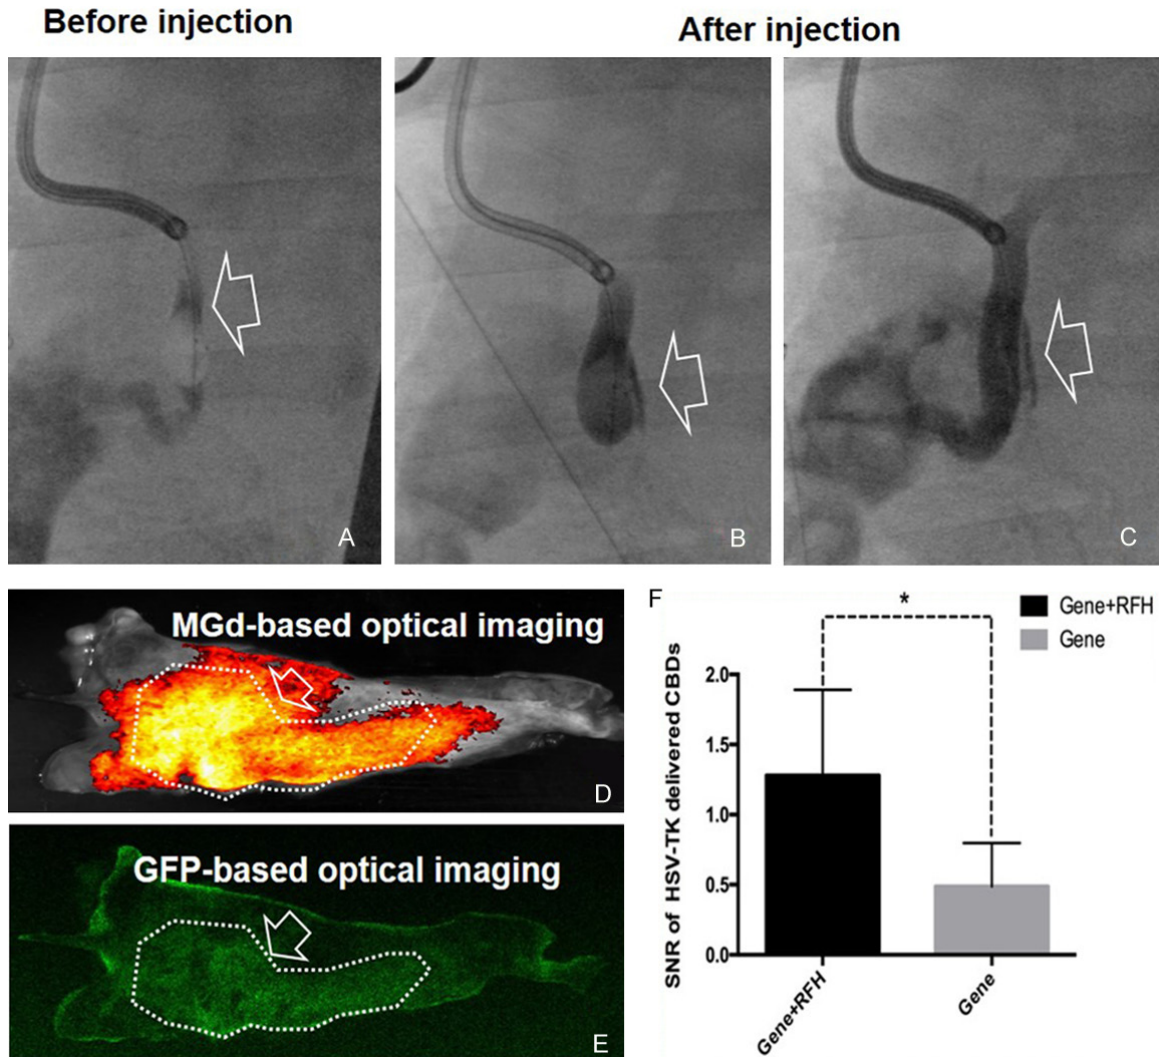 Before injection
After injection
A
B
C
MGd-based optical imaging
D
GFP-based optical imaging
E
F
*
Gene+RFH
Gene
SNR of HSV-TK delivered CBDs
2.0
1.5
1.0
0.5
0.0
Gene+RFH
Gene